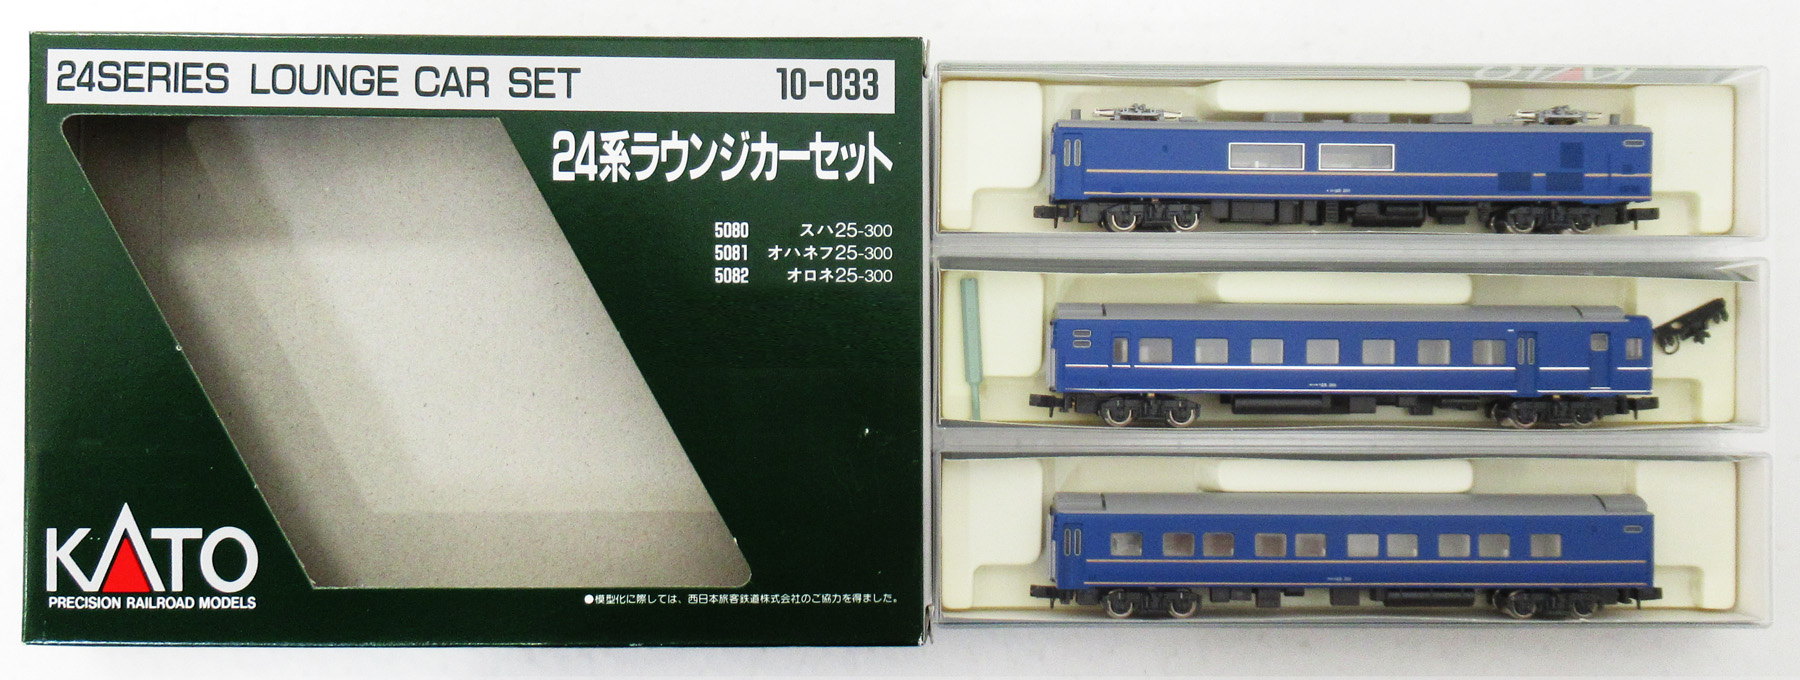 24SERIES LOUNGE CAR SET 10-033
24系ラウンジカーセット
5080 スハ25-300
5081 オハネフ25-300
5082 オロネ25-300
KATO
PRECISION RAILROAD MODELS
●模型化に際しては、西日本旅客鉄道株式会社のご協力を得ました。
KATO